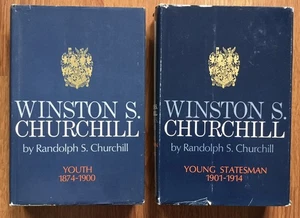 WINSTON S.
CHURCHILL
by Randolph S. Churchill
YOUTH
1874-1900
WINSTON S.
CHURCHILL
by Randolph S. Churchill
YOUNG STATESMAN
1901-1914